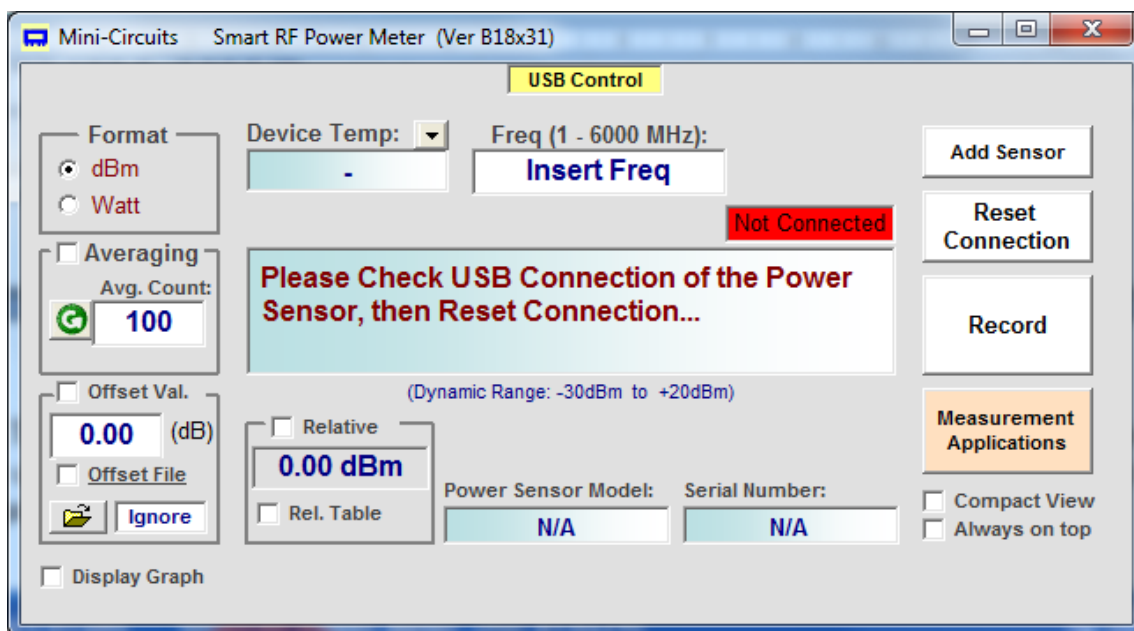 Mini-Circuits Smart RF Power Meter (Ver B18x31)
USB Control
Format
dBm
Watt
Device Temp:
-
Freq (1 - 6000 MHz):
Insert Freq
Add Sensor
Not Connected
Reset
Connection
Averaging
Avg. Count:
100
Please Check USB Connection of the Power
Sensor, then Reset Connection...
Record
(Dynamic Range: -30dBm to +20dBm)
Offset Val.
0.00 (dB)
Offset File
Ignore
Relative
0.00 dBm
Rel. Table
Power Sensor Model:
N/A
Serial Number:
N/A
Measurement
Applications
Compact View
Always on top
Display Graph